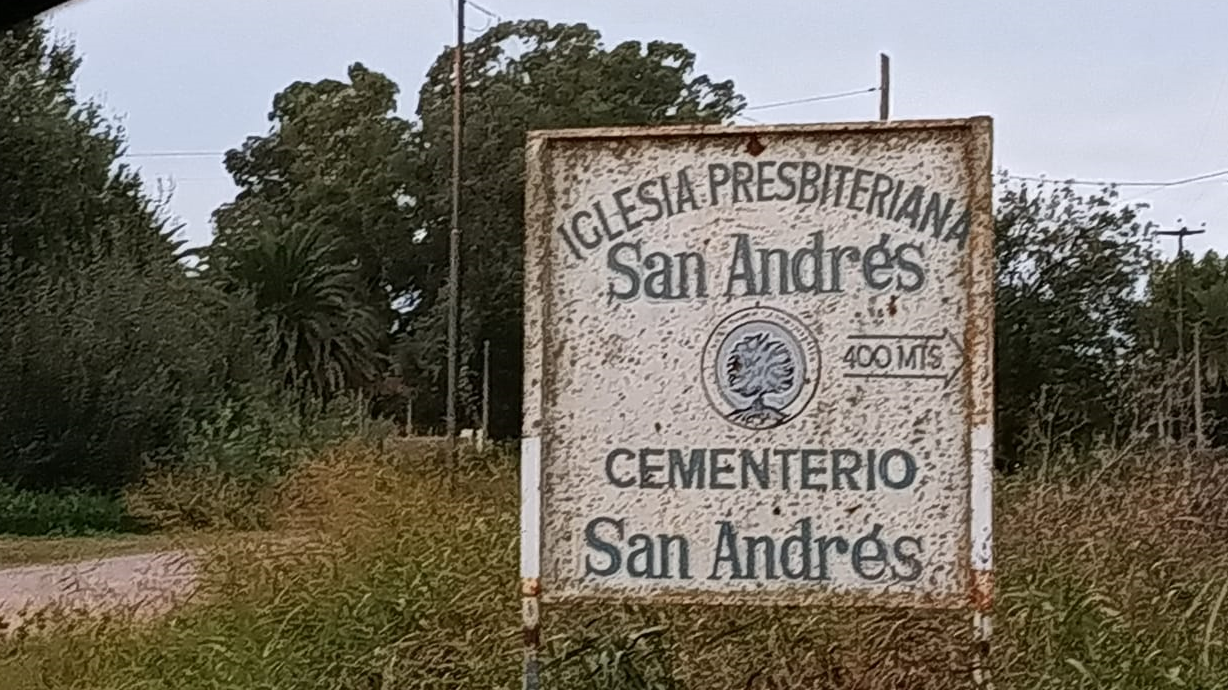 IGLESIA PRESBITERIANA
San Andrés
400 MTS
CEMENTERIO
San Andrés